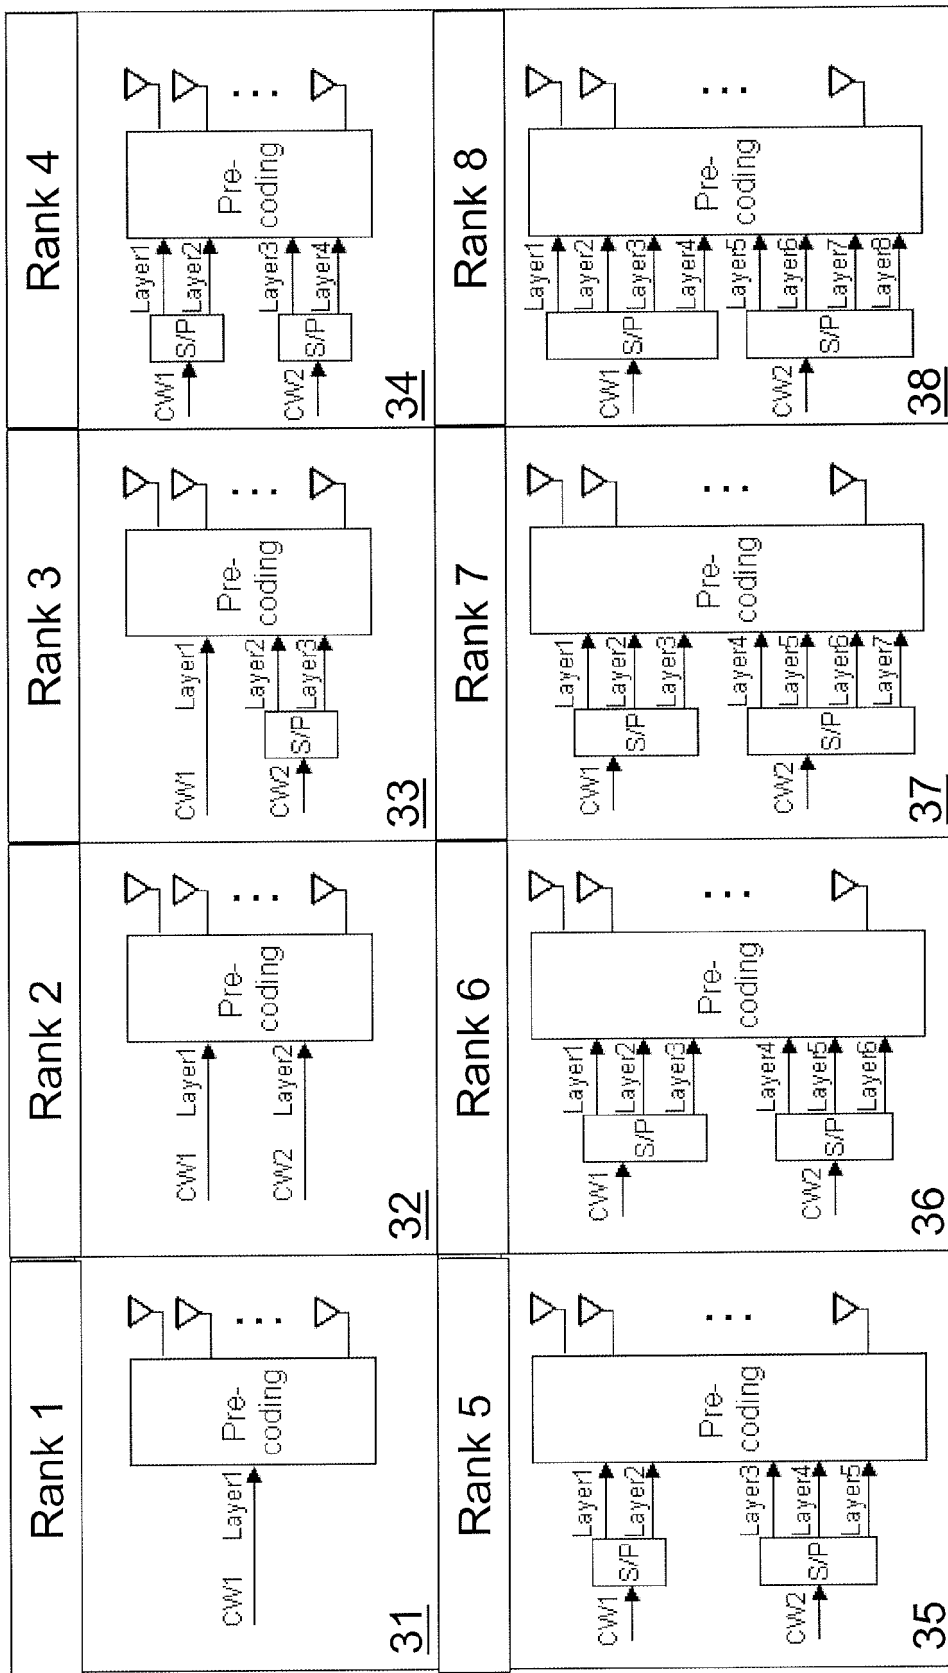 Rank 1
CW1
Layer1
Pre-
coding
31
Rank 2
CW1
Layer1
CW2
Layer2
Pre-
coding
32
Rank 3
CW1
Layer1
CW2
S/P
Layer2
Layer3
Pre-
coding
33
Rank 4
CW1
S/P
Layer1
Layer2
CW2
S/P
Layer3
Layer4
Pre-
coding
34
Rank 5
CW1
S/P
Layer1
Layer2
CW2
S/P
Layer3
Layer4
Layer5
Pre-
coding
35
Rank 6
CW1
S/P
Layer1
Layer2
Layer3
CW2
S/P
Layer4
Layer5
Layer6
Pre-
coding
36
Rank 7
CW1
S/P
Layer1
Layer2
Layer3
CW2
S/P
Layer4
Layer5
Layer6
Layer7
Pre-
coding
37
Rank 8
CW1
S/P
Layer1
Layer2
Layer3
Layer4
CW2
S/P
Layer5
Layer6
Layer7
Layer8
Pre-
coding
38